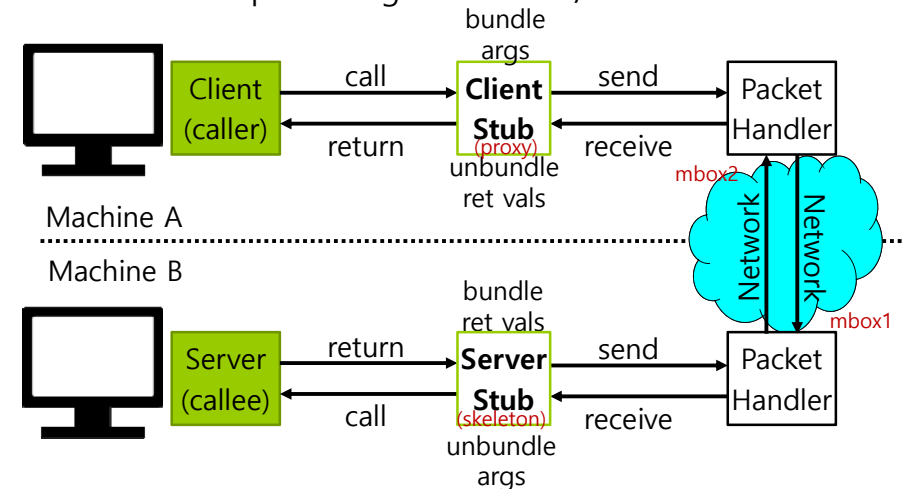 bundle
args
call
send
Client
(caller)
Client
Stub
(proxy)
Packet
Handler
return
receive
unbundle
ret vals
mbox2
Machine A
Network
Network
Machine B
mbox1
bundle
ret vals
return
send
Server
(callee)
Server
Stub
(skeleton)
Packet
Handler
call
receive
unbundle
args